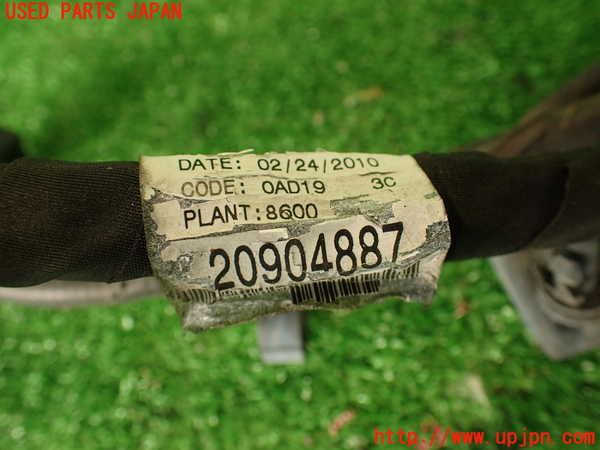 USED PARTS JAPAN
DATE: 02/24/2010
CODE: 0AD19 3C
PLANT:8600
20904887
http://www.upjpn.com/